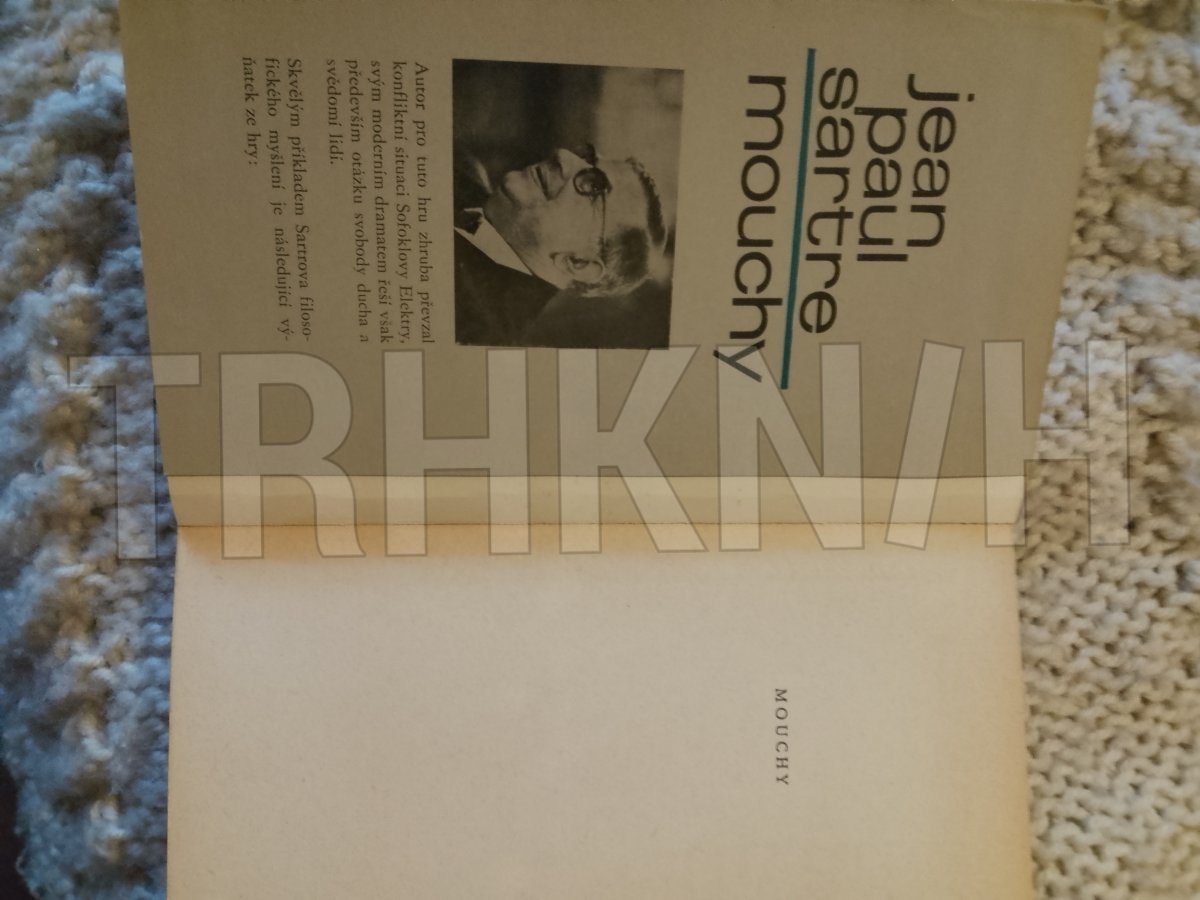 jean
paul
sartre
mouchy
Autor pro tuto hru zhruba převzal
konfliktní situaci Sofoklovy Elektry,
svým moderním dramatem řeší však
především otázku svobody ducha a
svědomí lidí.
Skvělým příkladem Sartrova filoso-
fického myšlení je následující vý-
ňatek ze hry:
MOUCHY
TRHKN/H